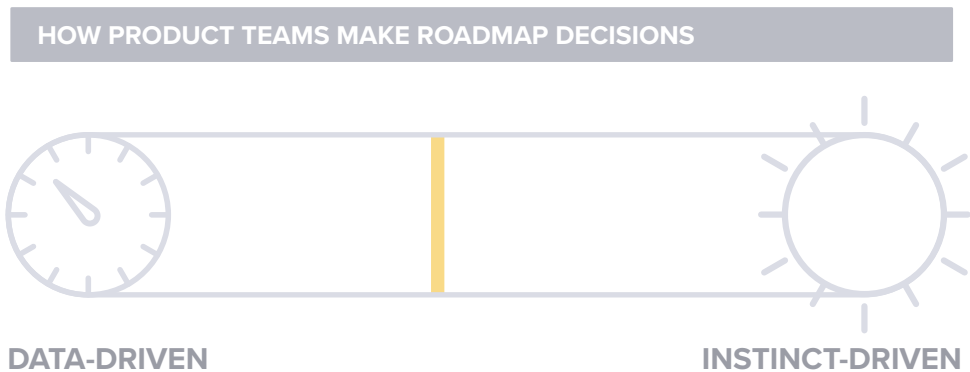 HOW PRODUCT TEAMS MAKE ROADMAP DECISIONS
DATA-DRIVEN
INSTINCT-DRIVEN